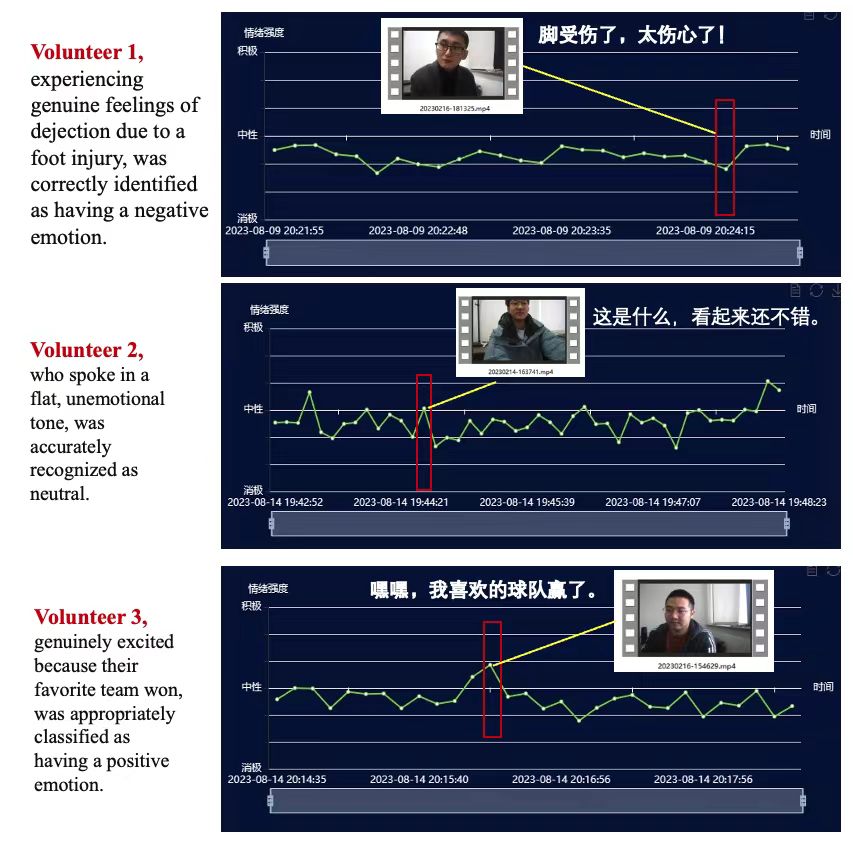 Volunteer 1,
experiencing
genuine feelings of
dejection due to a
foot injury, was
correctly identified
as having a negative
emotion.
情绪强度
积极
20230216-181325.mp4
脚受伤了，太伤心了！
中性
时间
消极
2023-08-09 20:21:55
2023-08-09 20:22:48
2023-08-09 20:23:35
2023-08-09 20:24:15
Volunteer 2,
who spoke in a
flat, unemotional
tone, was
accurately
recognized as
neutral.
情绪强度
积极
20230214-163741.mp4
这是什么，看起来还不错。
中性
时间
消极
2023-08-14 19:42:52
2023-08-14 19:44:21
2023-08-14 19:45:39
2023-08-14 19:47:07
2023-08-14 19:48:23
Volunteer 3,
genuinely excited
because their
favorite team won,
was appropriately
classified as
having a positive
emotion.
情绪强度
积极
嘿嘿，我喜欢的球队赢了。
20230216-154629.mp4
中性
时间
消极
2023-08-14 20:14:35
2023-08-14 20:15:40
2023-08-14 20:16:56
2023-08-14 20:17:56